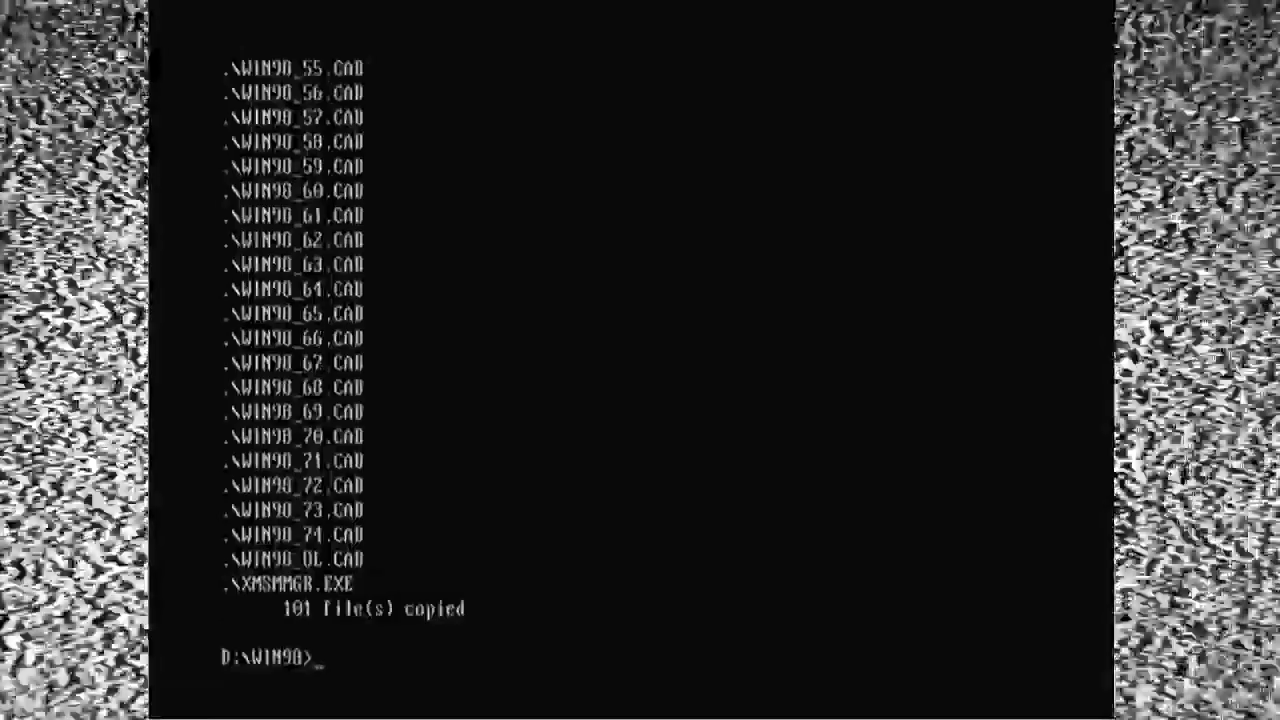 .\WIN98_55.CAB
.\WIN98_56.CAB
.\WIN98_57.CAB
.\WIN98_58.CAB
.\WIN98_59.CAB
.\WIN98_60.CAB
.\WIN98_61.CAB
.\WIN98_62.CAB
.\WIN98_63.CAB
.\WIN98_64.CAB
.\WIN98_65.CAB
.\WIN98_66.CAB
.\WIN98_67.CAB
.\WIN98_68.CAB
.\WIN98_69.CAB
.\WIN98_70.CAB
.\WIN98_71.CAB
.\WIN98_72.CAB
.\WIN98_73.CAB
.\WIN98_74.CAB
.\WIN98_OL.CAB
.\XMSMMGR.EXE
101 file(s) copied
D:\WIN98>_